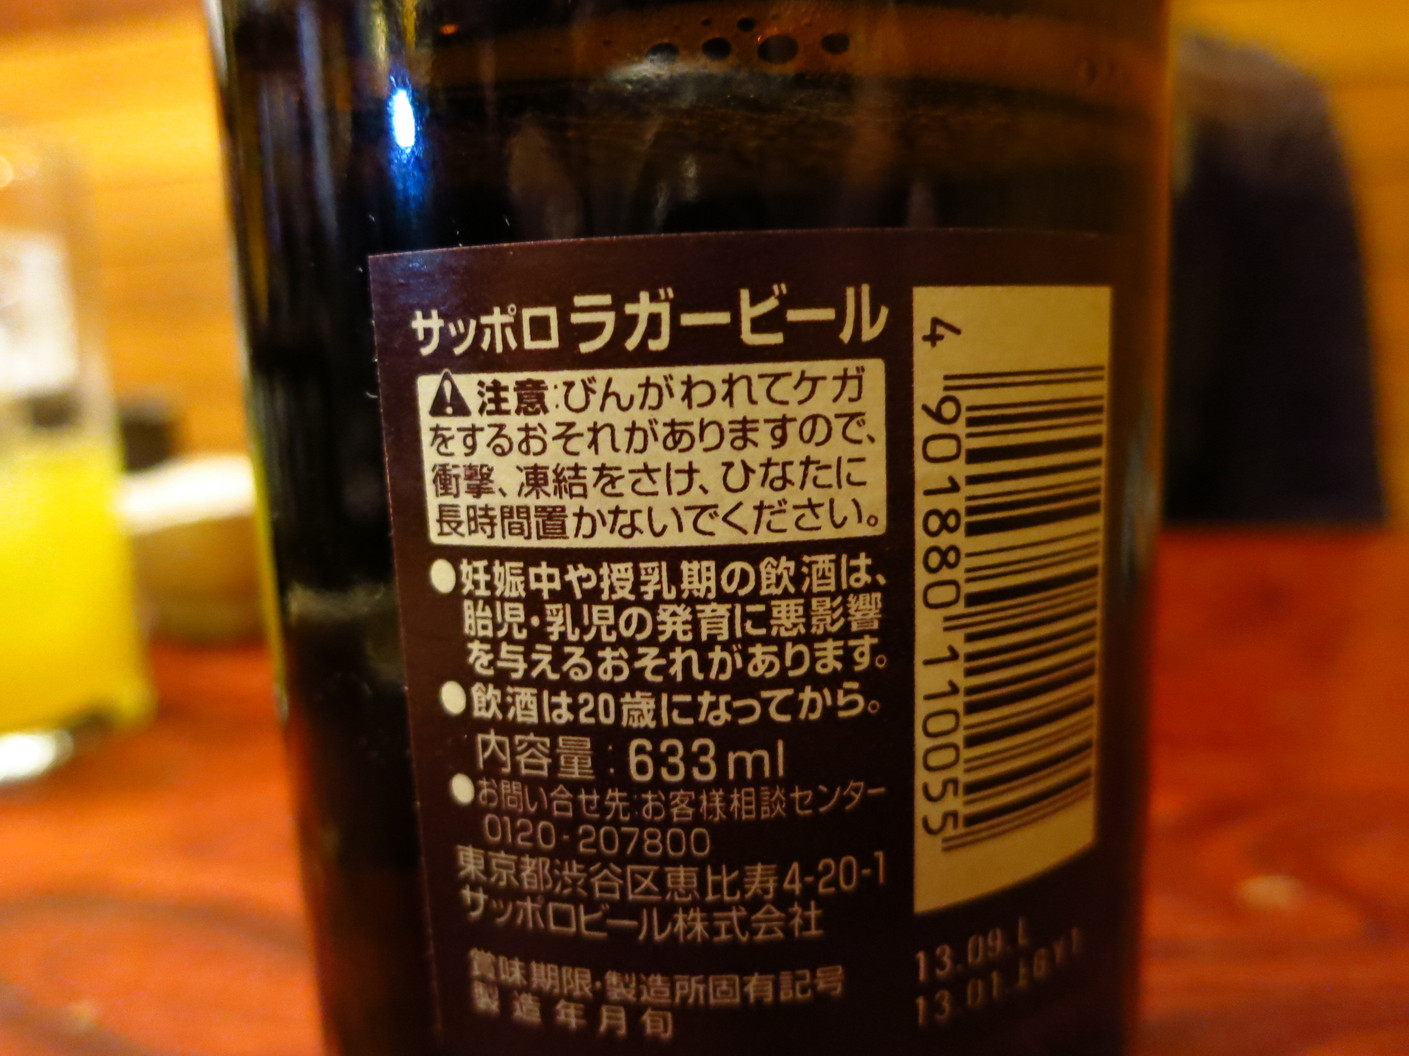 サッポロラガービール
注意:びんがわれてケガ
をするおそれがありますので、
衝撃、凍結をさけ、ひなたに
長時間置かないでください。
●妊娠中や授乳期の飲酒は、
胎児・乳児の発育に悪影響
を与えるおそれがあります。
●飲酒は20歳になってから。
内容量:633ml
●お問い合せ先:お客様相談センター
0120-207800
東京都渋谷区恵比寿4-20-1
サッポロビール株式会社
賞味期限・製造所固有記号
製造年月旬
4 901880 110055
13.09.L
13.01.